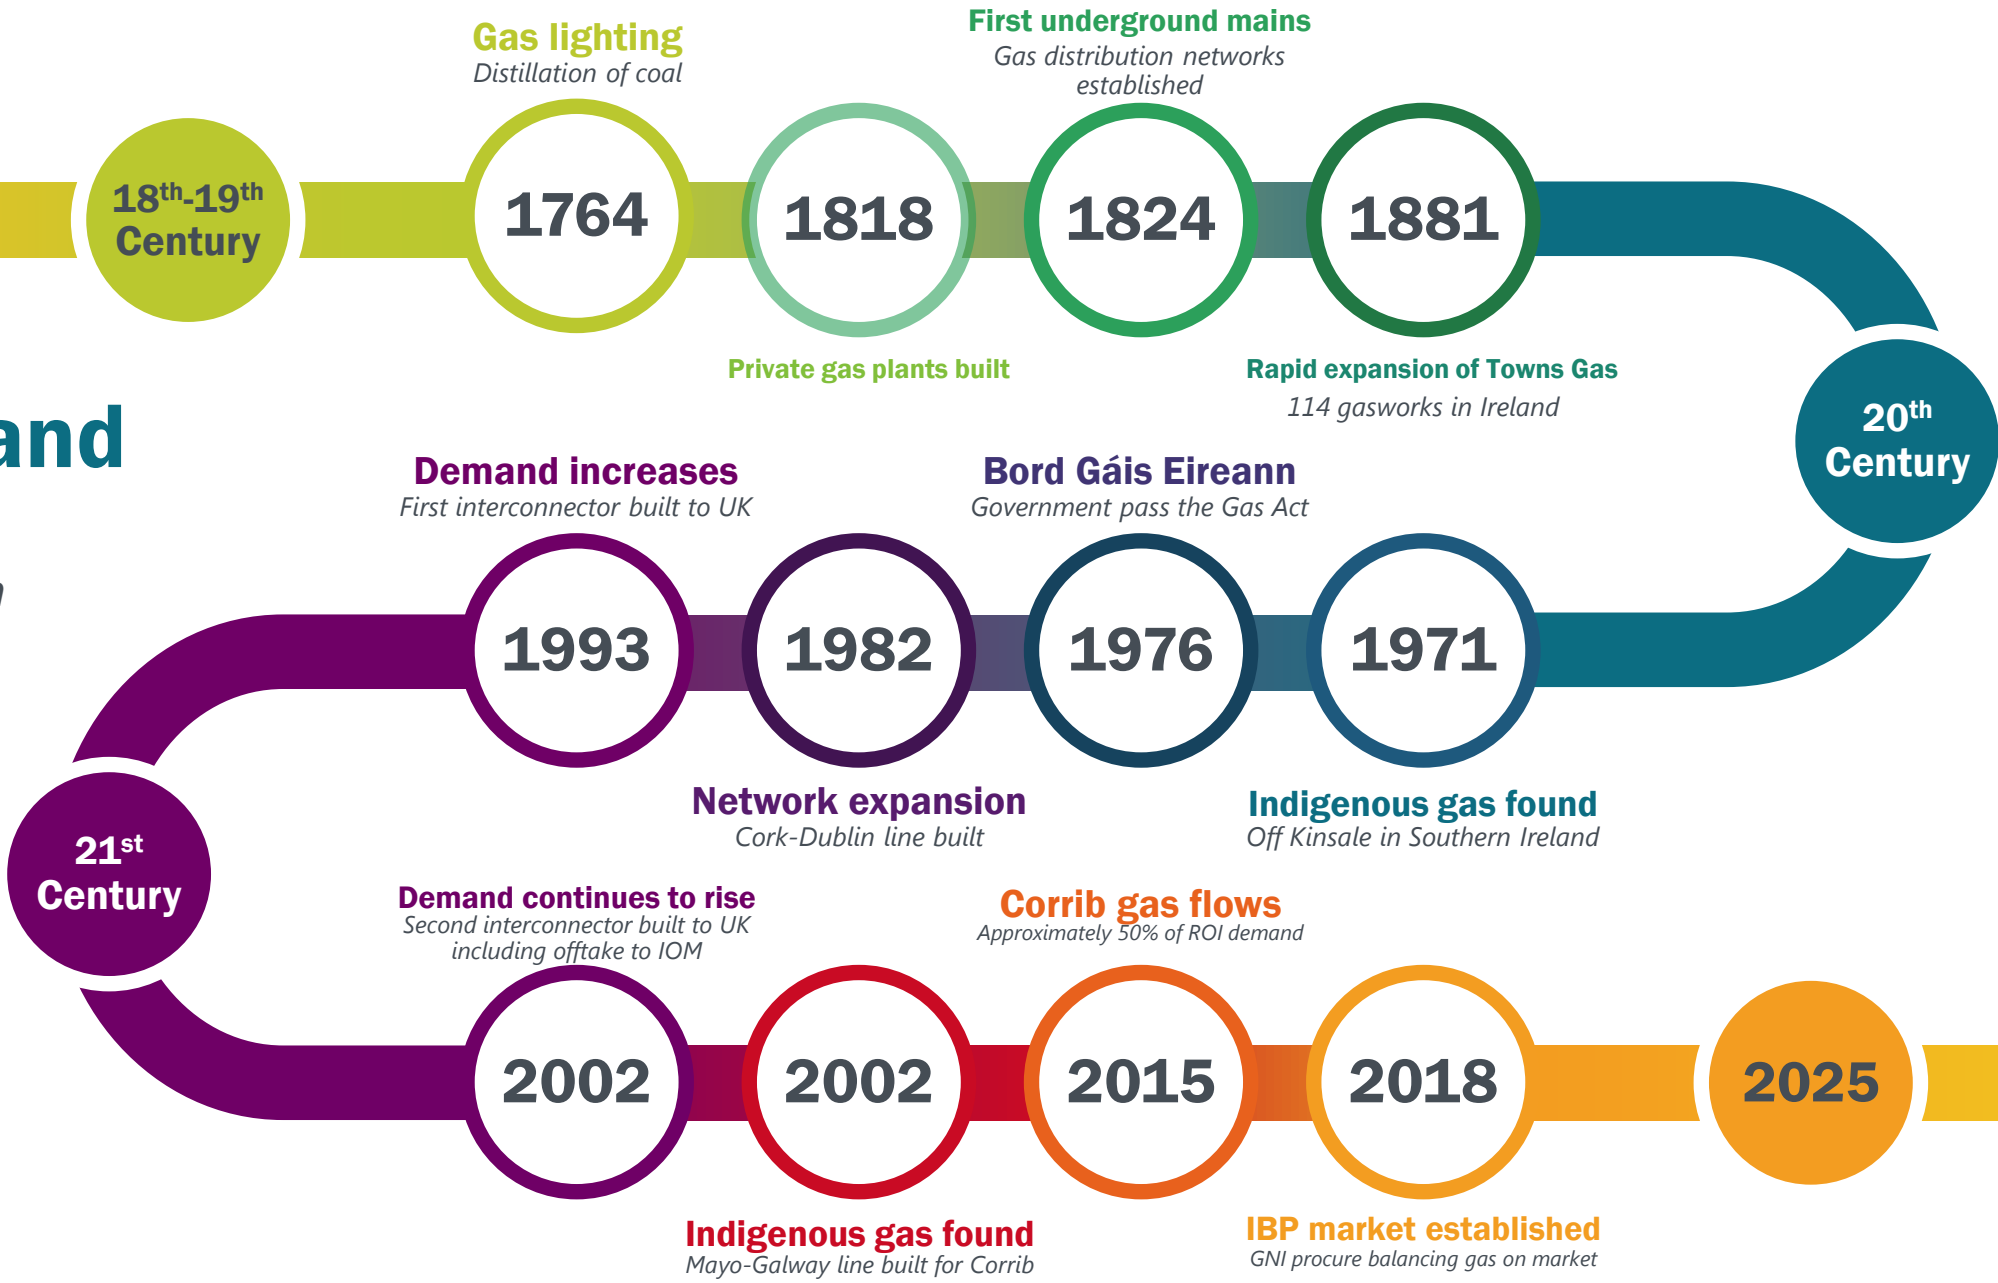 Gas lighting
Distillation of coal
First underground mains
Gas distribution networks
established
18th-19th
Century
1764
1818
1824
1881
Private gas plants built
Rapid expansion of Towns Gas
114 gasworks in Ireland
20th
Century
and
Demand increases
First interconnector built to UK
Bord Gáis Eireann
Government pass the Gas Act
1993
1982
1976
1971
Network expansion
Cork-Dublin line built
Indigenous gas found
Off Kinsale in Southern Ireland
21st
Century
Demand continues to rise
Second interconnector built to UK
including offtake to IOM
Corrib gas flows
Approximately 50% of ROI demand
2002
2002
2015
2018
2025
Indigenous gas found
Mayo-Galway line built for Corrib
IBP market established
GNI procure balancing gas on market